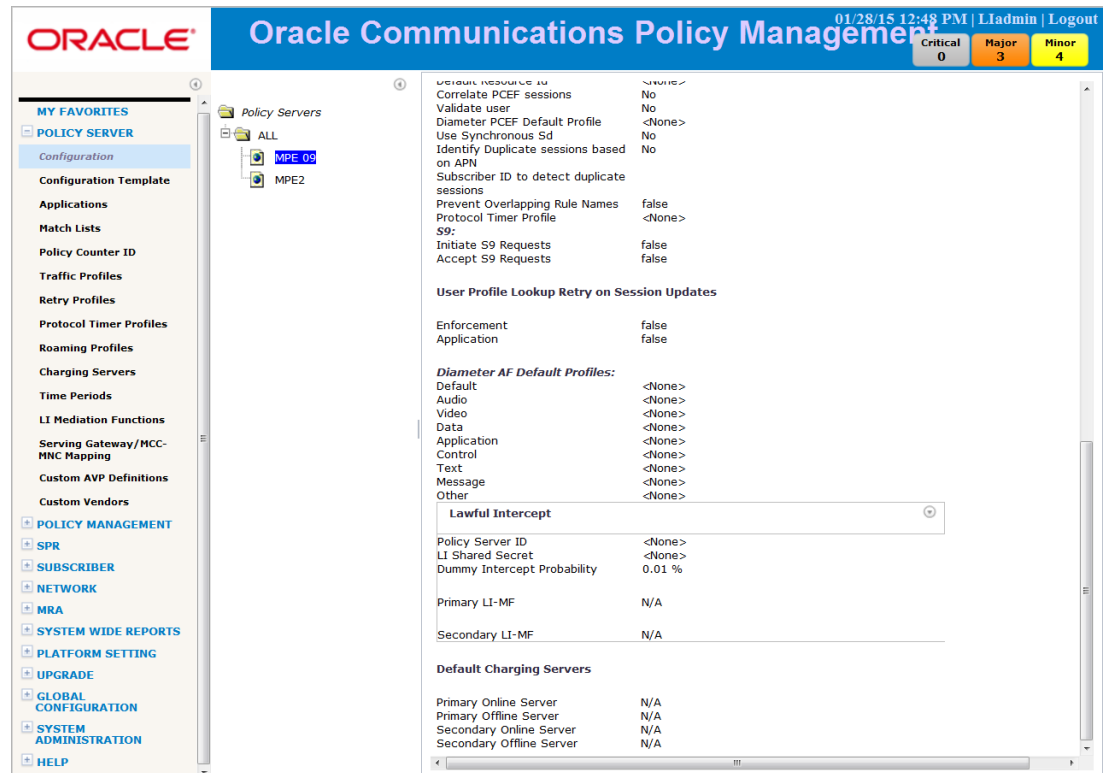 ORACLE®
Oracle Communications Policy Management
01/28/15 12:48 PM | LIadmin | Logout
Critical
0
Major
3
Minor
4
MY FAVORITES
POLICY SERVER
Configuration
Configuration Template
Applications
Match Lists
Policy Counter ID
Traffic Profiles
Retry Profiles
Protocol Timer Profiles
Roaming Profiles
Charging Servers
Time Periods
LI Mediation Functions
Serving Gateway/MCC-
MNC Mapping
Custom AVP Definitions
Custom Vendors
POLICY MANAGEMENT
SPR
SUBSCRIBER
NETWORK
MRA
SYSTEM WIDE REPORTS
PLATFORM SETTING
UPGRADE
GLOBAL
CONFIGURATION
SYSTEM
ADMINISTRATION
HELP
Policy Servers
ALL
MPE 09
MPE2
Default Resource Id <None>
Correlate PCEF sessions No
Validate user No
Diameter PCEF Default Profile <None>
Use Synchronous Sd No
Identify Duplicate sessions based No
on APN
Subscriber ID to detect duplicate
sessions
Prevent Overlapping Rule Names false
Protocol Timer Profile <None>
S9:
Initiate S9 Requests false
Accept S9 Requests false
User Profile Lookup Retry on Session Updates
Enforcement false
Application false
Diameter AF Default Profiles:
Default <None>
Audio <None>
Video <None>
Data <None>
Application <None>
Control <None>
Text <None>
Message <None>
Other <None>
Lawful Intercept
Policy Server ID <None>
LI Shared Secret <None>
Dummy Intercept Probability 0.01 %
Primary LI-MF N/A
Secondary LI-MF N/A
Default Charging Servers
Primary Online Server N/A
Primary Offline Server N/A
Secondary Online Server N/A
Secondary Offline Server N/A